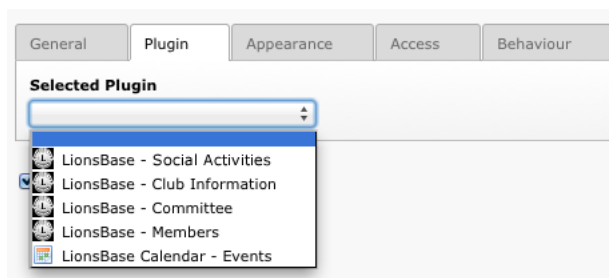 General Plugin Appearance Access Behaviour
Selected Plugin
LionsBase - Social Activities
LionsBase - Club Information
LionsBase - Committee
LionsBase - Members
LionsBase Calendar - Events